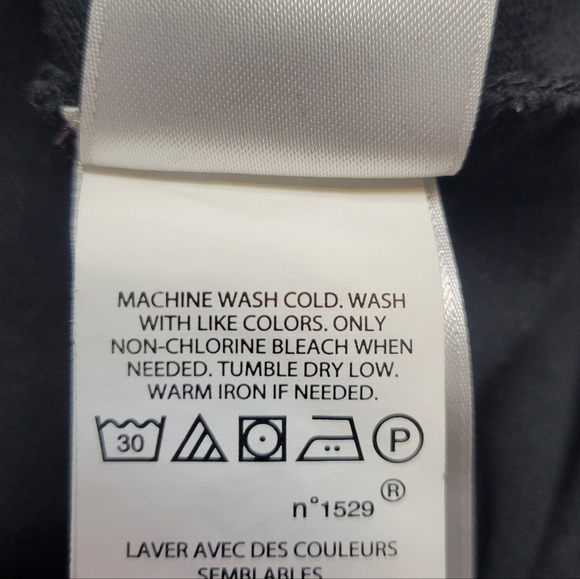 MACHINE WASH COLD. WASH
WITH LIKE COLORS. ONLY
NON-CHLORINE BLEACH WHEN
NEEDED. TUMBLE DRY LOW.
WARM IRON IF NEEDED.
30 P
n°1529 ®
LAVER AVEC DES COULEURS
SEMBLABLES